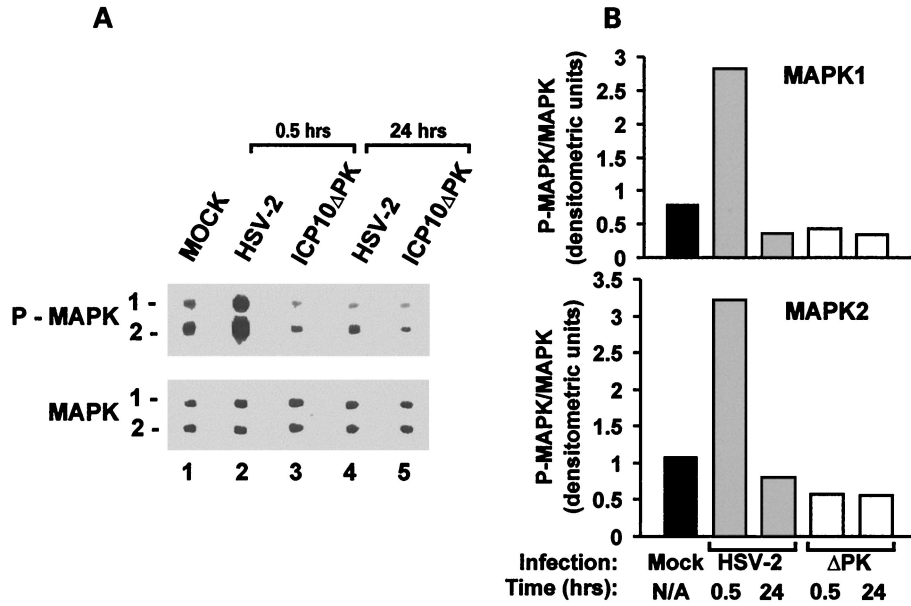 A
0.5 hrs
24 hrs
MOCK
HSV-2
ICP10ΔPK
HSV-2
ICP10ΔPK
P - MAPK
1 -
2 -
MAPK
1 -
2 -
1 2 3 4 5
B
MAPK1
P-MAPK/MAPK
(densitometric units)
3
2.5
2
1.5
1
0.5
0
MAPK2
P-MAPK/MAPK
(densitometric units)
3.5
3
2.5
2
1.5
1
0.5
0
Infection: Mock HSV-2 ΔPK
Time (hrs): N/A 0.5 24 0.5 24